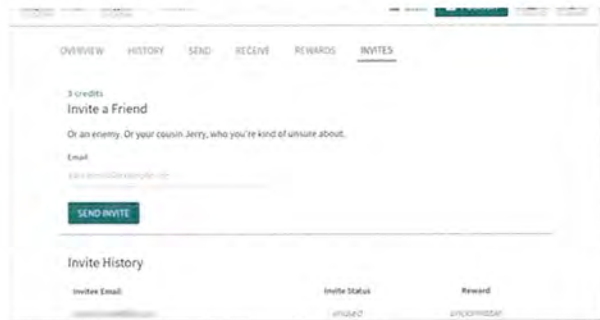 OVERVIEW HISTORY SEND RECEIVE REWARDS INVITES
3 credits
Invite a Friend
Or an enemy. Or your cousin Jerry, who you're kind of unsure about.
Email
SEND INVITE
Invite History
Invitee Email Invite Status Reward
unused